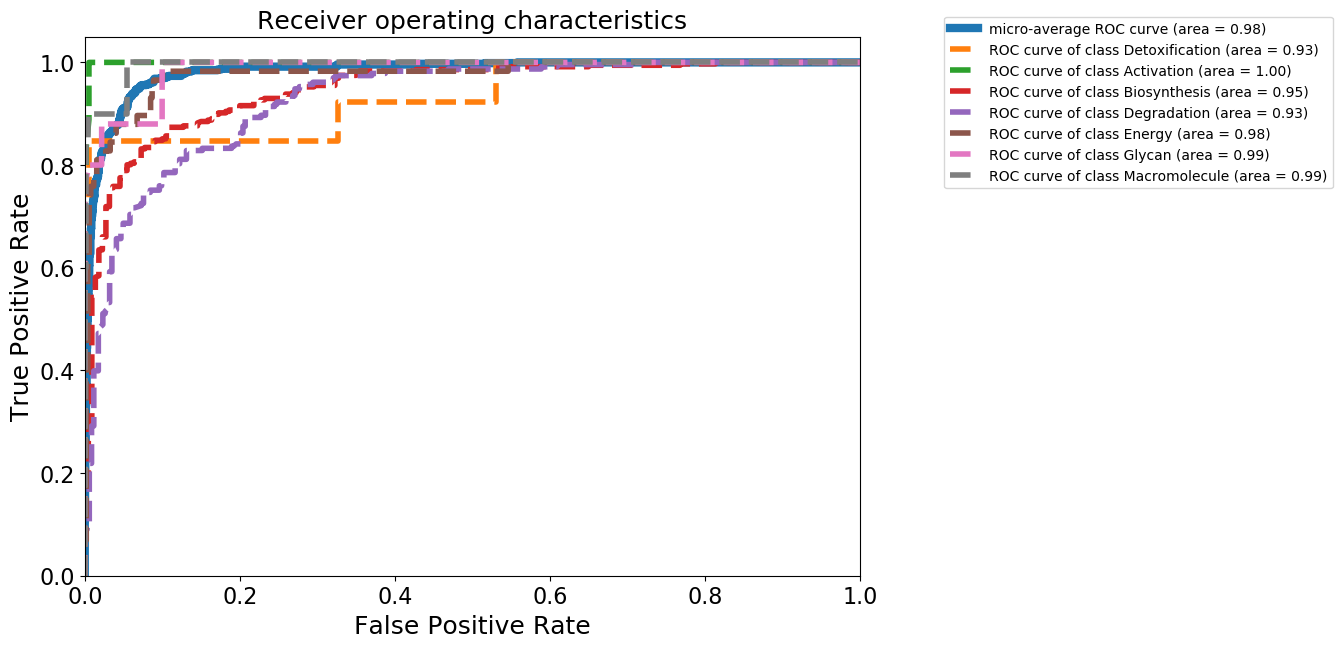 Receiver operating characteristics
1.0
0.8
0.6
0.4
0.2
0.0
True Positive Rate
0.0 0.2 0.4 0.6 0.8 1.0
False Positive Rate
micro-average ROC curve (area = 0.98)
ROC curve of class Detoxification (area = 0.93)
ROC curve of class Activation (area = 1.00)
ROC curve of class Biosynthesis (area = 0.95)
ROC curve of class Degradation (area = 0.93)
ROC curve of class Energy (area = 0.98)
ROC curve of class Glycan (area = 0.99)
ROC curve of class Macromolecule (area = 0.99)